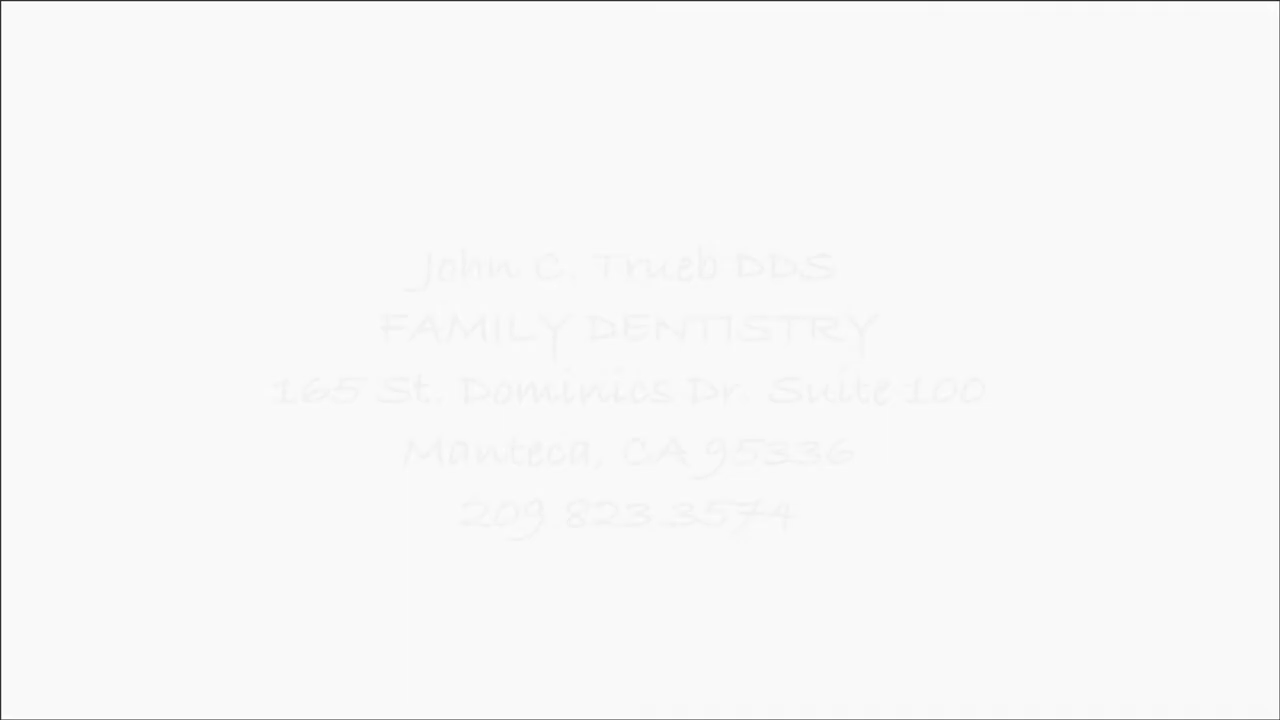 John C. Trueb DDS
FAMILY DENTISTRY
165 St. Dominics Dr. Suite 100
Manteca, CA 95336
209.823.3574